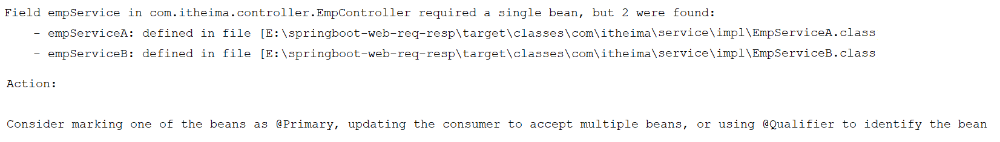 Field empService in com.itheima.controller.EmpController required a single bean, but 2 were found:
- empServiceA: defined in file [E:\springboot-web-req-resp\target\classes\com\itheima\service\impl\EmpServiceA.class
- empServiceB: defined in file [E:\springboot-web-req-resp\target\classes\com\itheima\service\impl\EmpServiceB.class
Action:
Consider marking one of the beans as @Primary, updating the consumer to accept multiple beans, or using @Qualifier to identify the bean